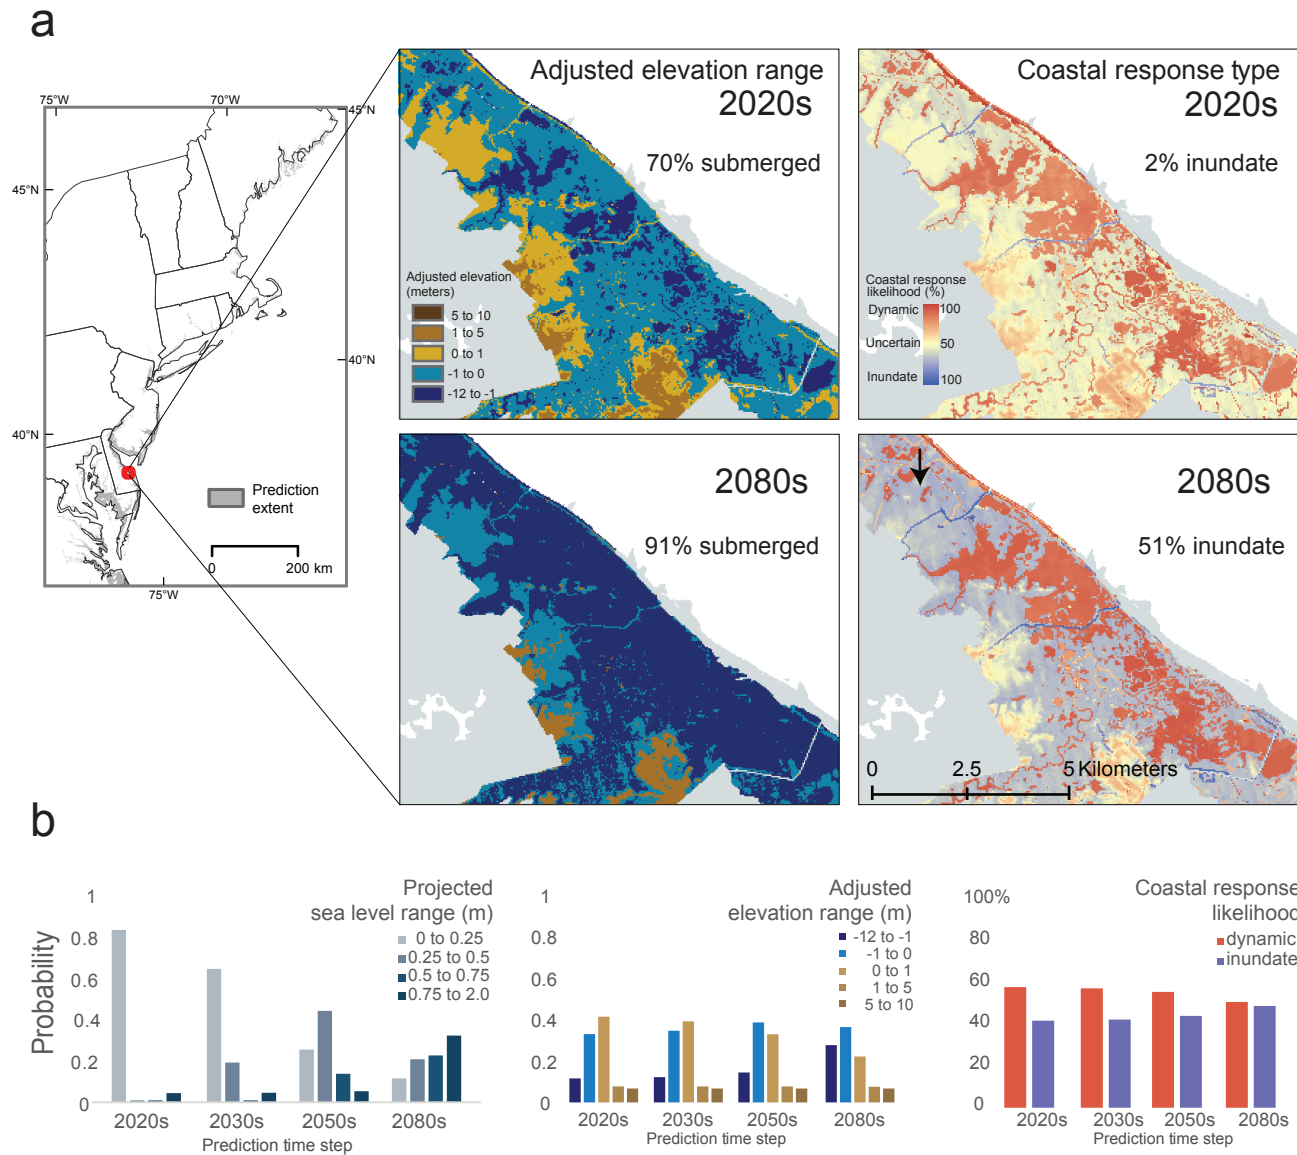 a
75°W
70°W
45°N
45°N
40°N
40°N
75°W
Prediction
extent
0
200 km
Adjusted elevation range
2020s
70% submerged
Adjusted elevation
(meters)
5 to 10
1 to 5
0 to 1
-1 to 0
-12 to -1
Coastal response type
2020s
2% inundate
Coastal response
likelihood (%)
Dynamic
100
Uncertain
50
Inundate
100
2080s
91% submerged
2080s
51% inundate
0
2.5
5 Kilometers
b
Projected
sea level range (m)
0 to 0.25
0.25 to 0.5
0.5 to 0.75
0.75 to 2.0
Probability
1
0.8
0.6
0.4
0.2
0
2020s
2030s
2050s
2080s
Prediction time step
Adjusted
elevation range (m)
-12 to -1
-1 to 0
0 to 1
1 to 5
5 to 10
1
0.8
0.6
0.4
0.2
0
2020s
2030s
2050s
2080s
Prediction time step
Coastal response
likelihood
dynamic
inundate
100%
80
60
40
20
0
2020s
2030s
2050s
2080s
Prediction time step